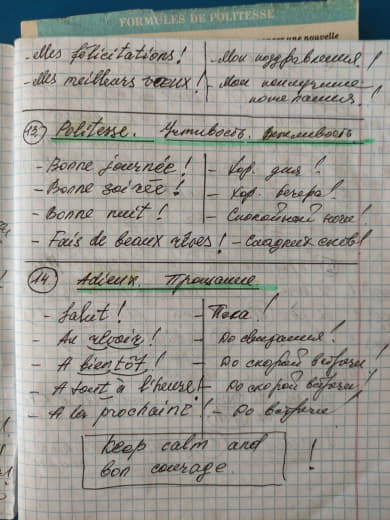 FORMULES DE POLITESSE
une nouvelle
- Mes félicitations! - Мои поздравления!
- Mes meilleurs vœux! - Мои наилучшие
пожелания!
13. Politesse. Учтивость. Вежливость
- Bonne journée! - Хор. дня!
- Bonne soirée! - Хор. вечера!
- Bonne nuit! - Спокойной ночи!
- Fais de beaux rêves! - Сладких снов!
14. Adieux. Прощание
- Salut! - Пока!
- Au revoir! - До свидания!
- A bientôt! - До скорой встречи!
- A tout à l'heure! - До скорой встречи!
- A la prochaine! - До встречи!
Keep calm and
bon courage. !